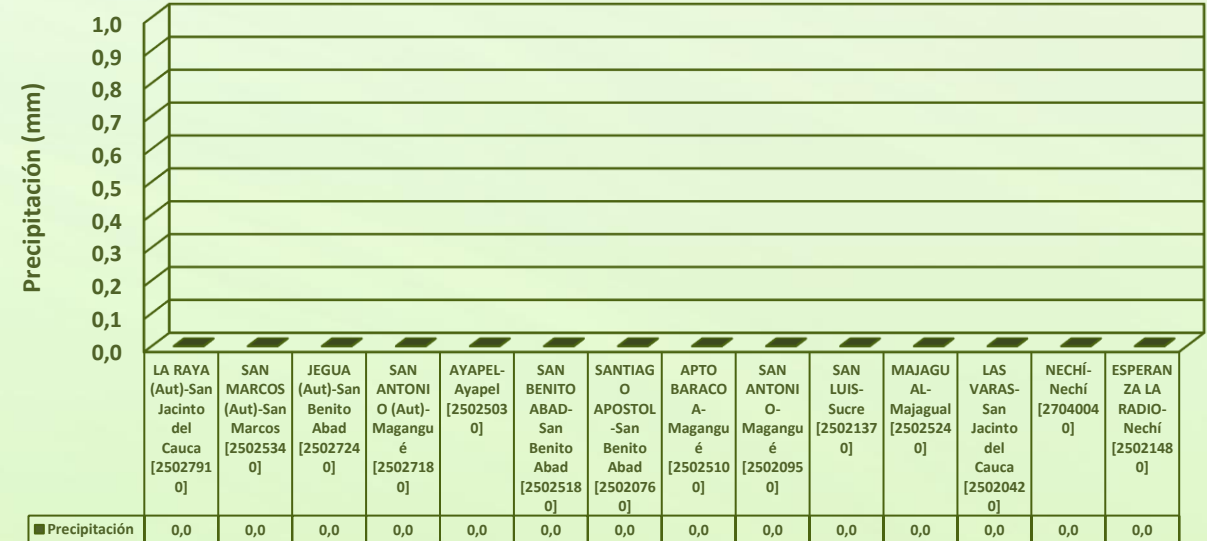 Precipitación (mm)
1,0
0,9
0,8
0,7
0,6
0,5
0,4
0,3
0,2
0,1
0,0
LA RAYA
(Aut)-San
Jacinto
del
Cauca
[2502791
0]
SAN
MARCOS
(Aut)-San
Marcos
[2502534
0]
JEGUA
(Aut)-San
Benito
Abad
[2502724
0]
SAN
ANTONI
O (Aut)-
Magangu
é
[2502718
0]
AYAPEL-
Ayapel
[2502503
0]
SAN
BENITO
ABAD-
San
Benito
Abad
[2502518
0]
SANTIAG
O
APOSTOL
-San
Benito
Abad
[2502076
0]
APTO
BARACO
A-
Magangu
é
[2502510
0]
SAN
ANTONI
O-
Magangu
é
[2502095
0]
SAN
LUIS-
Sucre
[2502137
0]
MAJAGU
AL-
Majagual
[2502524
0]
LAS
VARAS-
San
Jacinto
del
Cauca
[2502042
0]
NECHÍ-
Nechí
[2704004
0]
ESPERAN
ZA LA
RADIO-
Nechí
[2502148
0]
Precipitación 0,0 0,0 0,0 0,0 0,0 0,0 0,0 0,0 0,0 0,0 0,0 0,0 0,0 0,0